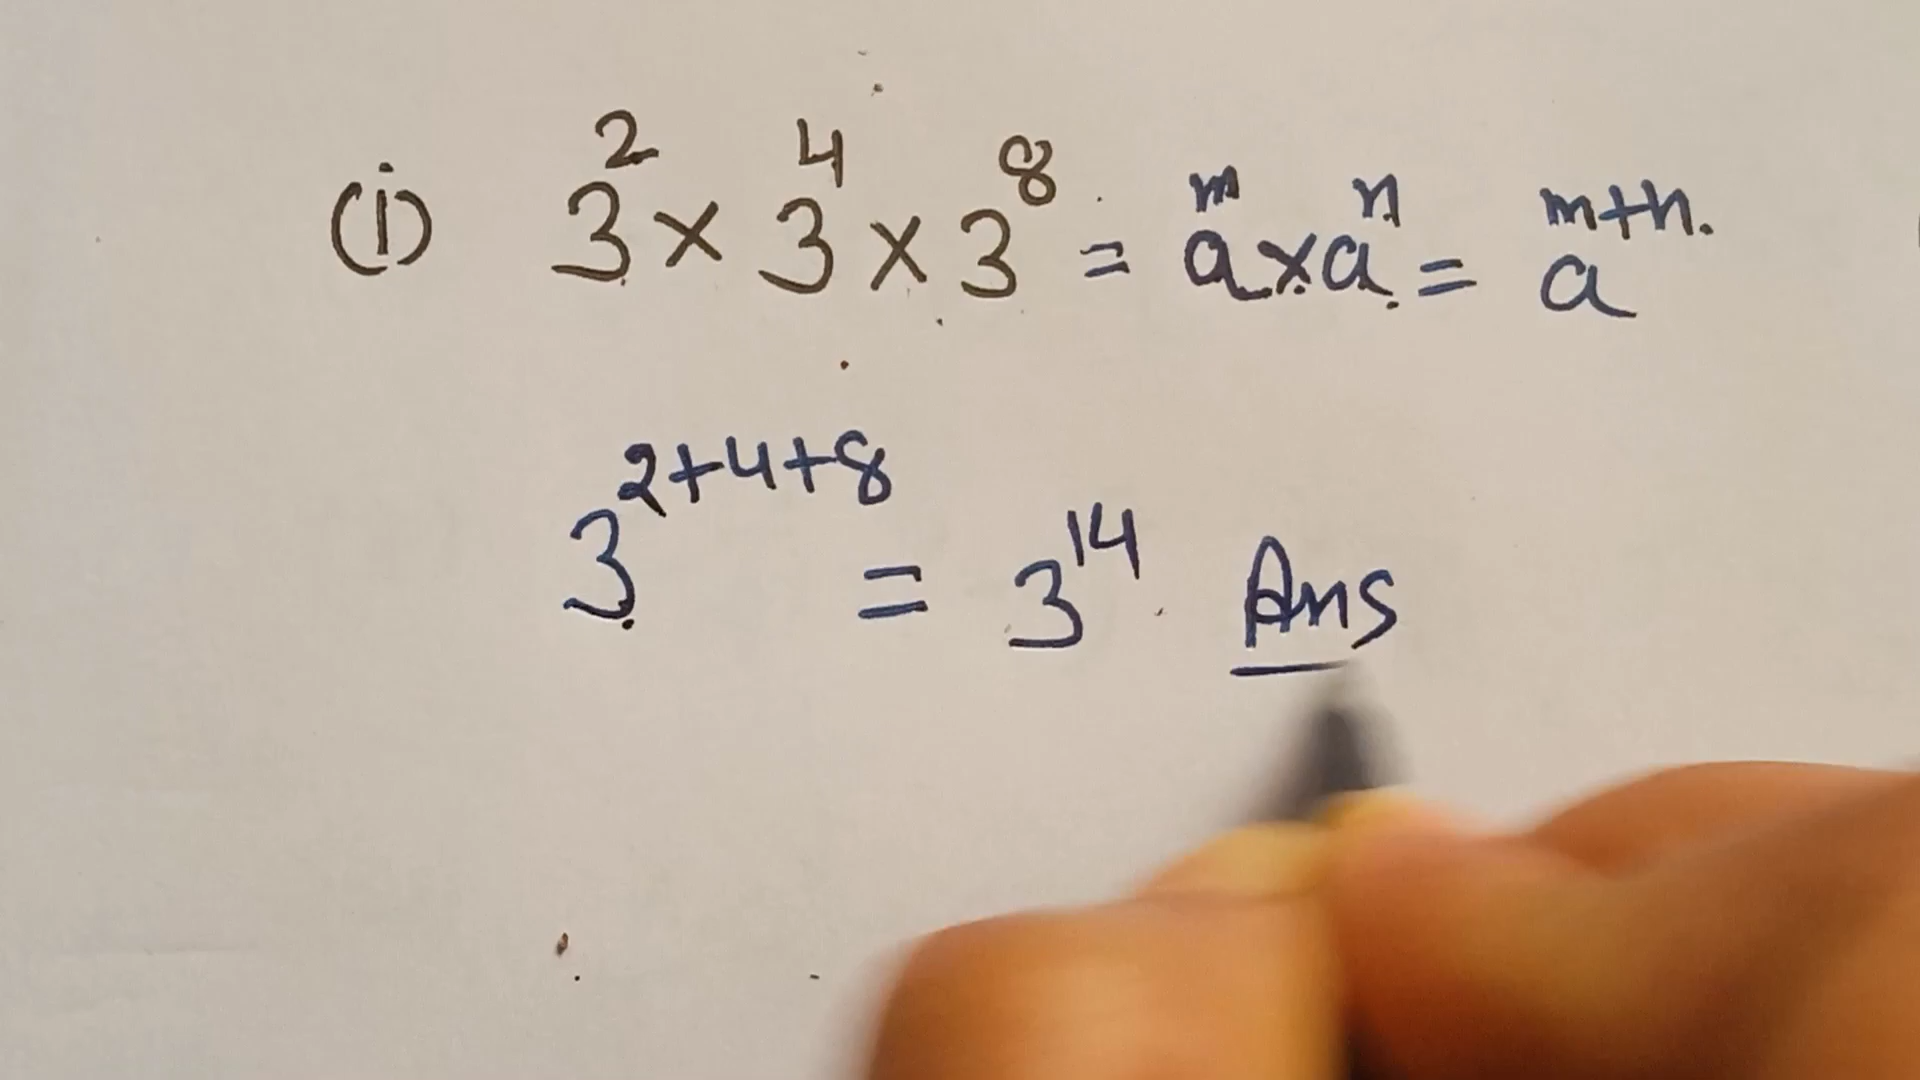 (i) 3² × 3⁴ × 3⁸ = aᵐ × aⁿ = aᵐ⁺ⁿ.
3²⁺⁴⁺⁸ = 3¹⁴ Ans